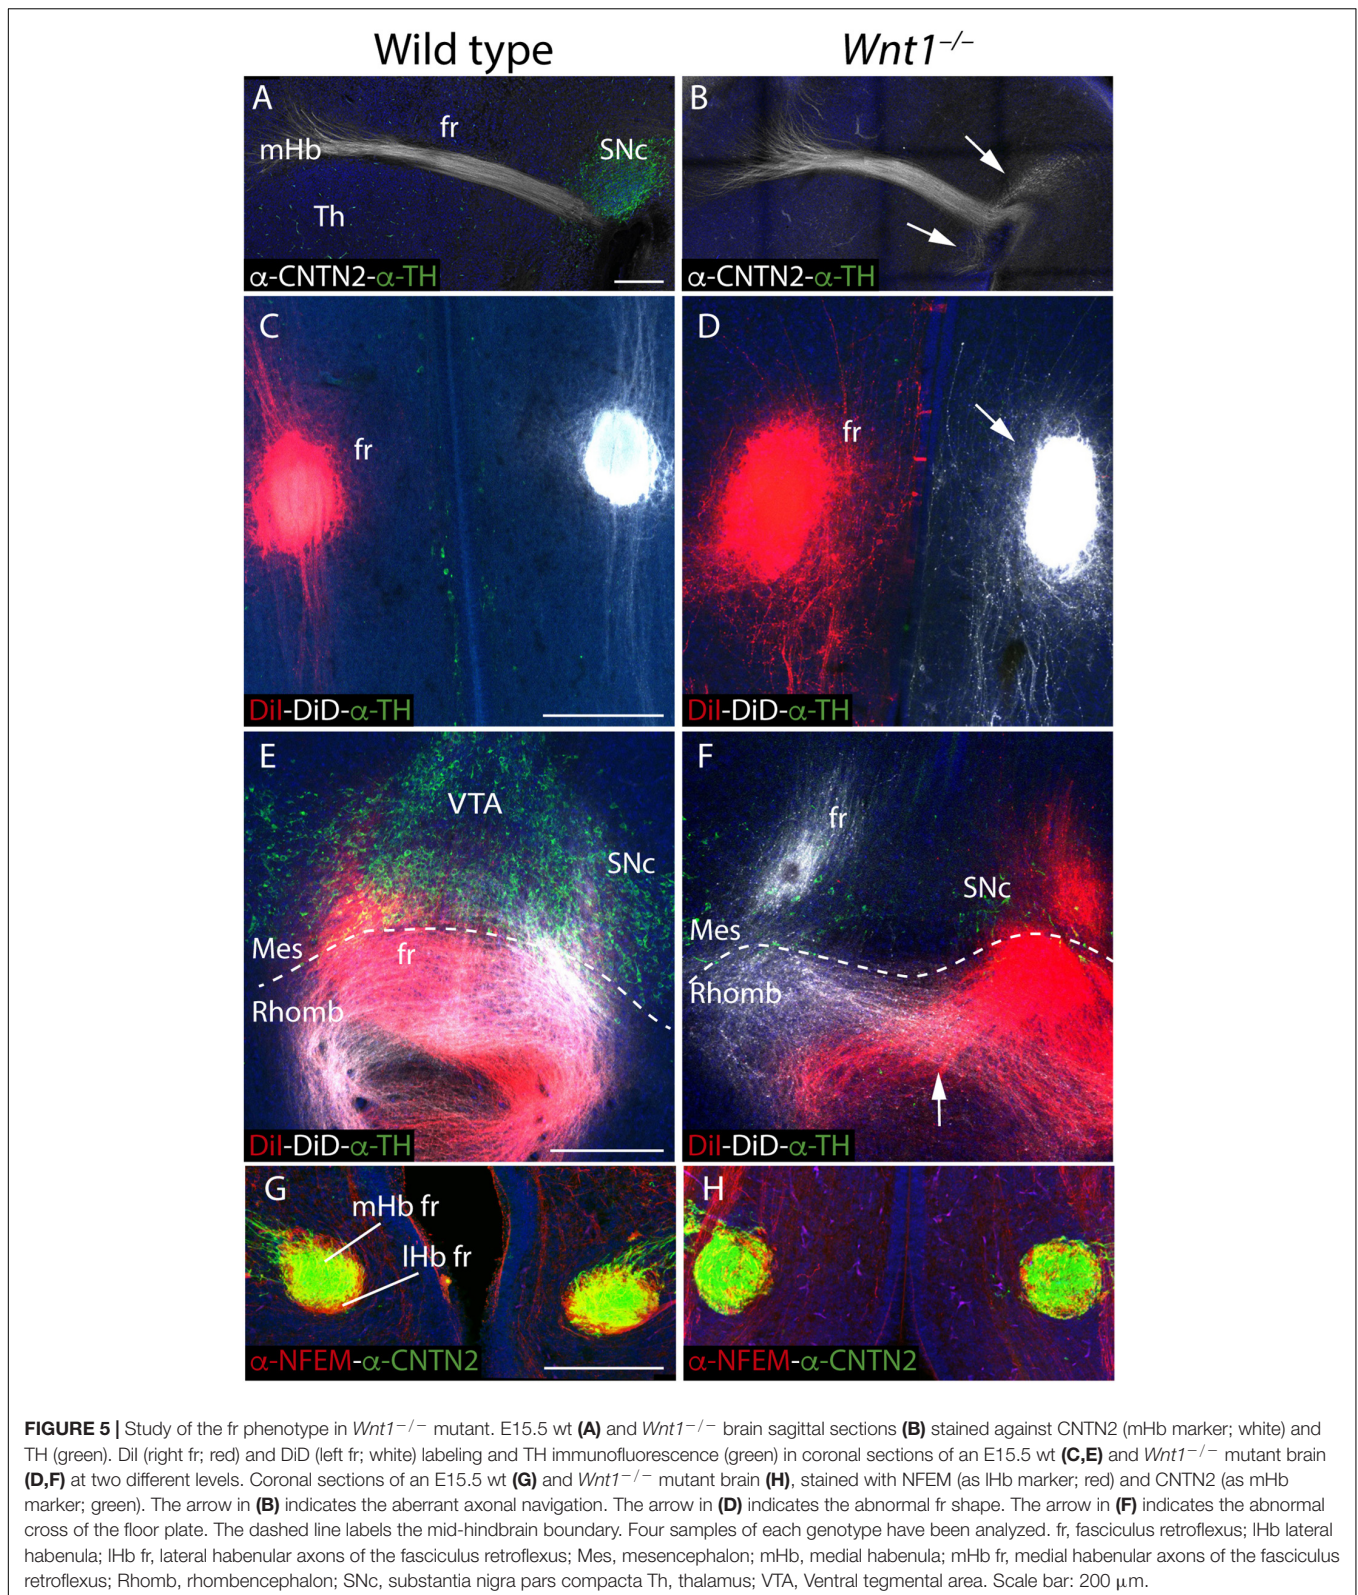 Wild type
Wnt1−/−
A
fr
mHb
SNc
Th
α-CNTN2-α-TH
B
α-CNTN2-α-TH
C
fr
DiI-DiD-α-TH
D
fr
DiI-DiD-α-TH
E
VTA
SNc
Mes
fr
Rhomb
DiI-DiD-α-TH
F
fr
SNc
Mes
Rhomb
DiI-DiD-α-TH
G
mHb fr
lHb fr
α-NFEM-α-CNTN2
H
α-NFEM-α-CNTN2
FIGURE 5 | Study of the fr phenotype in Wnt1−/− mutant. E15.5 wt (A) and Wnt1−/− brain sagittal sections (B) stained against CNTN2 (mHb marker; white) and
TH (green). DiI (right fr; red) and DiD (left fr; white) labeling and TH immunofluorescence (green) in coronal sections of an E15.5 wt (C,E) and Wnt1−/− mutant brain
(D,F) at two different levels. Coronal sections of an E15.5 wt (G) and Wnt1−/− mutant brain (H), stained with NFEM (as lHb marker; red) and CNTN2 (as mHb
marker; green). The arrow in (B) indicates the aberrant axonal navigation. The arrow in (D) indicates the abnormal fr shape. The arrow in (F) indicates the abnormal
cross of the floor plate. The dashed line labels the mid-hindbrain boundary. Four samples of each genotype have been analyzed. fr, fasciculus retroflexus; lHb lateral
habenula; lHb fr, lateral habenular axons of the fasciculus retroflexus; Mes, mesencephalon; mHb, medial habenula; mHb fr, medial habenular axons of the fasciculus
retroflexus; Rhomb, rhombencephalon; SNc, substantia nigra pars compacta Th, thalamus; VTA, Ventral tegmental area. Scale bar: 200 μm.